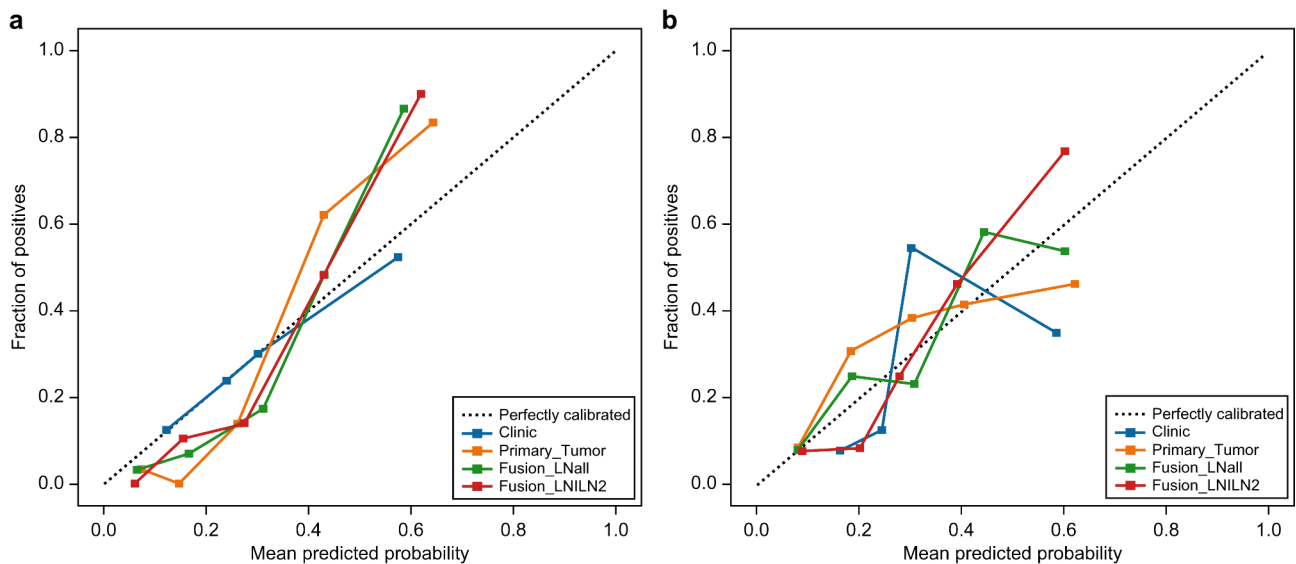 a
1.0
0.8
0.6
0.4
0.2
0.0
Fraction of positives
0.0 0.2 0.4 0.6 0.8 1.0
Mean predicted probability
Perfectly calibrated
Clinic
Primary_Tumor
Fusion_LNall
Fusion_LNILN2
b
1.0
0.8
0.6
0.4
0.2
0.0
Fraction of positives
0.0 0.2 0.4 0.6 0.8 1.0
Mean predicted probability
Perfectly calibrated
Clinic
Primary_Tumor
Fusion_LNall
Fusion_LNILN2